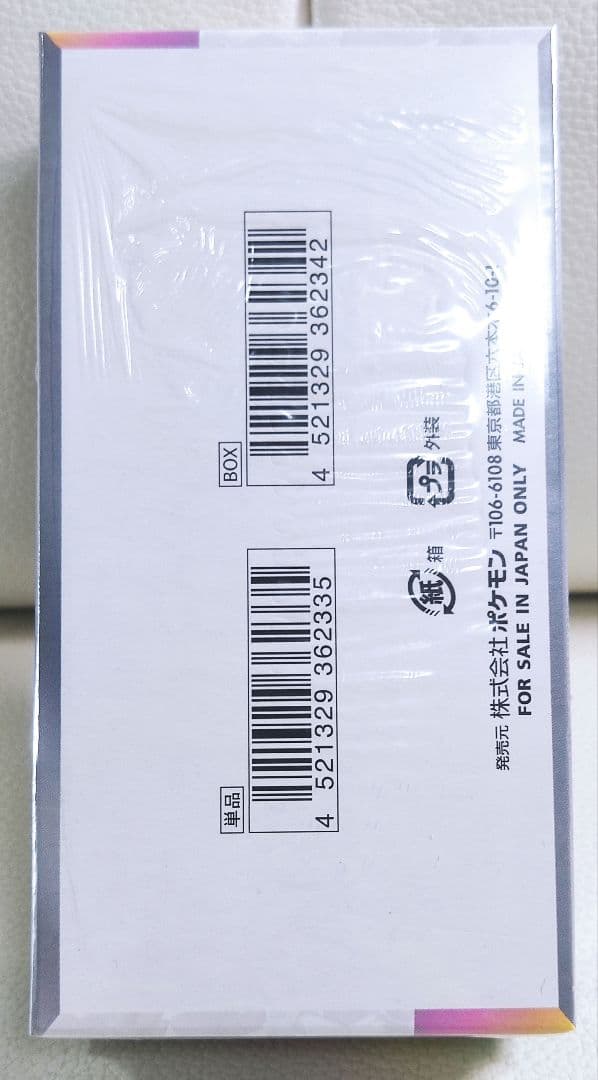 単品
4 521329 362335
BOX
4 521329 362342
紙 箱
プラ 外装
発売元 株式会社 ポケモン 〒106-6108 東京都港区六本木6-10-1
FOR SALE IN JAPAN ONLY MADE IN